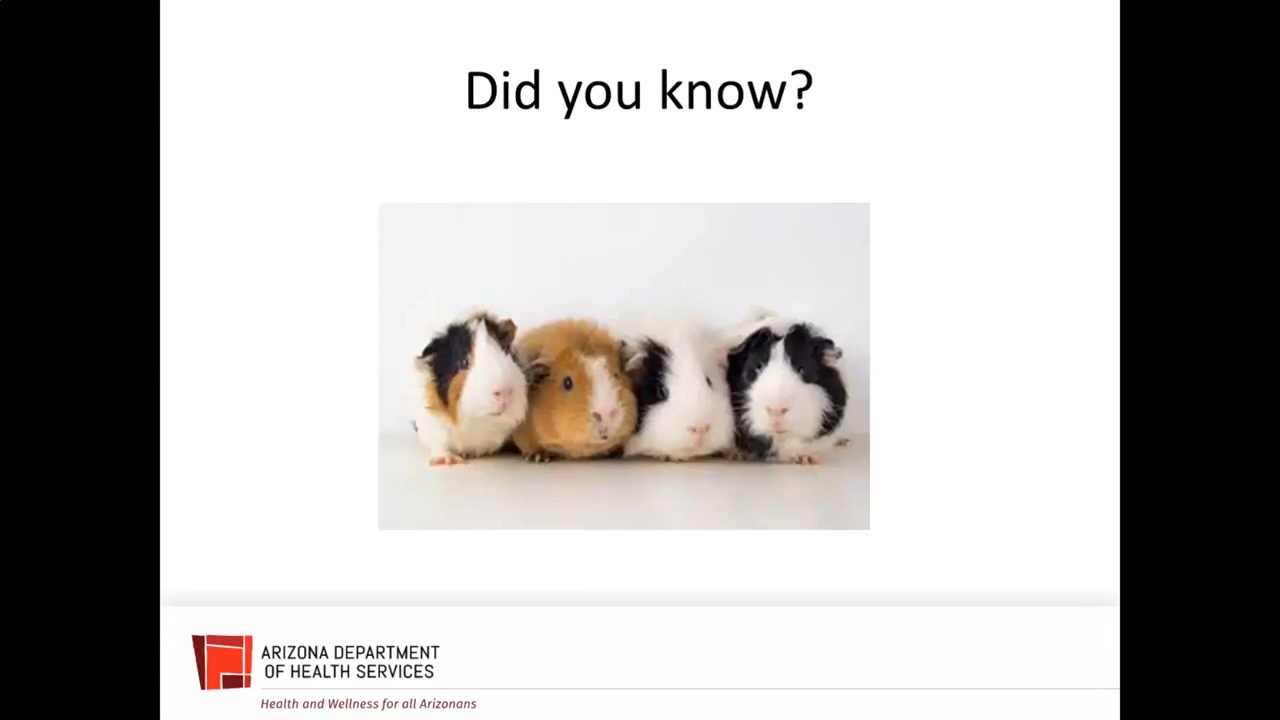 Did you know?
ARIZONA DEPARTMENT
OF HEALTH SERVICES
Health and Wellness for all Arizonans